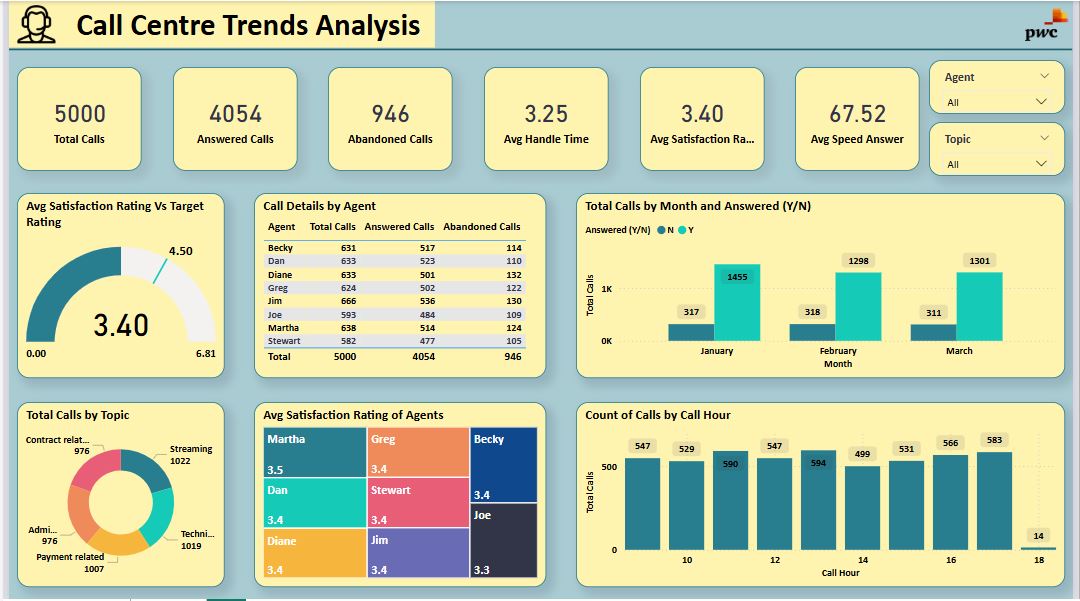 Call Centre Trends Analysis
pwc
5000
Total Calls
4054
Answered Calls
946
Abandoned Calls
3.25
Avg Handle Time
3.40
Avg Satisfaction Ra...
67.52
Avg Speed Answer
Agent
All
Topic
All
Avg Satisfaction Rating Vs Target
Rating
4.50
3.40
0.00
6.81
Call Details by Agent
Agent Total Calls Answered Calls Abandoned Calls
Becky 631 517 114
Dan 633 523 110
Diane 633 501 132
Greg 624 502 122
Jim 666 536 130
Joe 593 484 109
Martha 638 514 124
Stewart 582 477 105
Total 5000 4054 946
Total Calls by Month and Answered (Y/N)
Answered (Y/N) N Y
Total Calls
1K
0K
317
1455
318
1298
311
1301
January
February
March
Month
Total Calls by Topic
Contract relat...
976
Streaming
1022
Admi...
976
Techni...
1019
Payment related
1007
Avg Satisfaction Rating of Agents
Martha
3.5
Dan
3.4
Diane
3.4
Greg
3.4
Stewart
3.4
Jim
3.4
Becky
3.4
Joe
3.3
Count of Calls by Call Hour
Total Calls
500
0
547
529
590
547
594
499
531
566
583
14
10
12
14
16
18
Call Hour